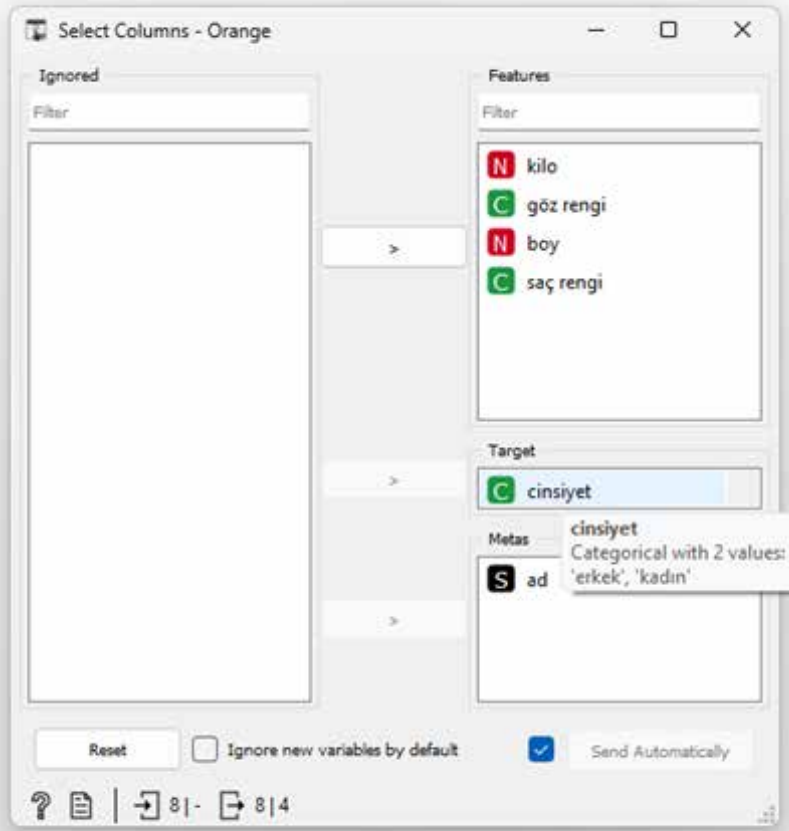 Select Columns - Orange
Ignored
Filter
Features
Filter
N kilo
C göz rengi
N boy
C saç rengi
>
Target
>
C cinsiyet
cinsiyet
Categorical with 2 values:
'erkek', 'kadın'
Metas
S ad
>
Reset
Ignore new variables by default
Send Automatically
? 8|- 8|4